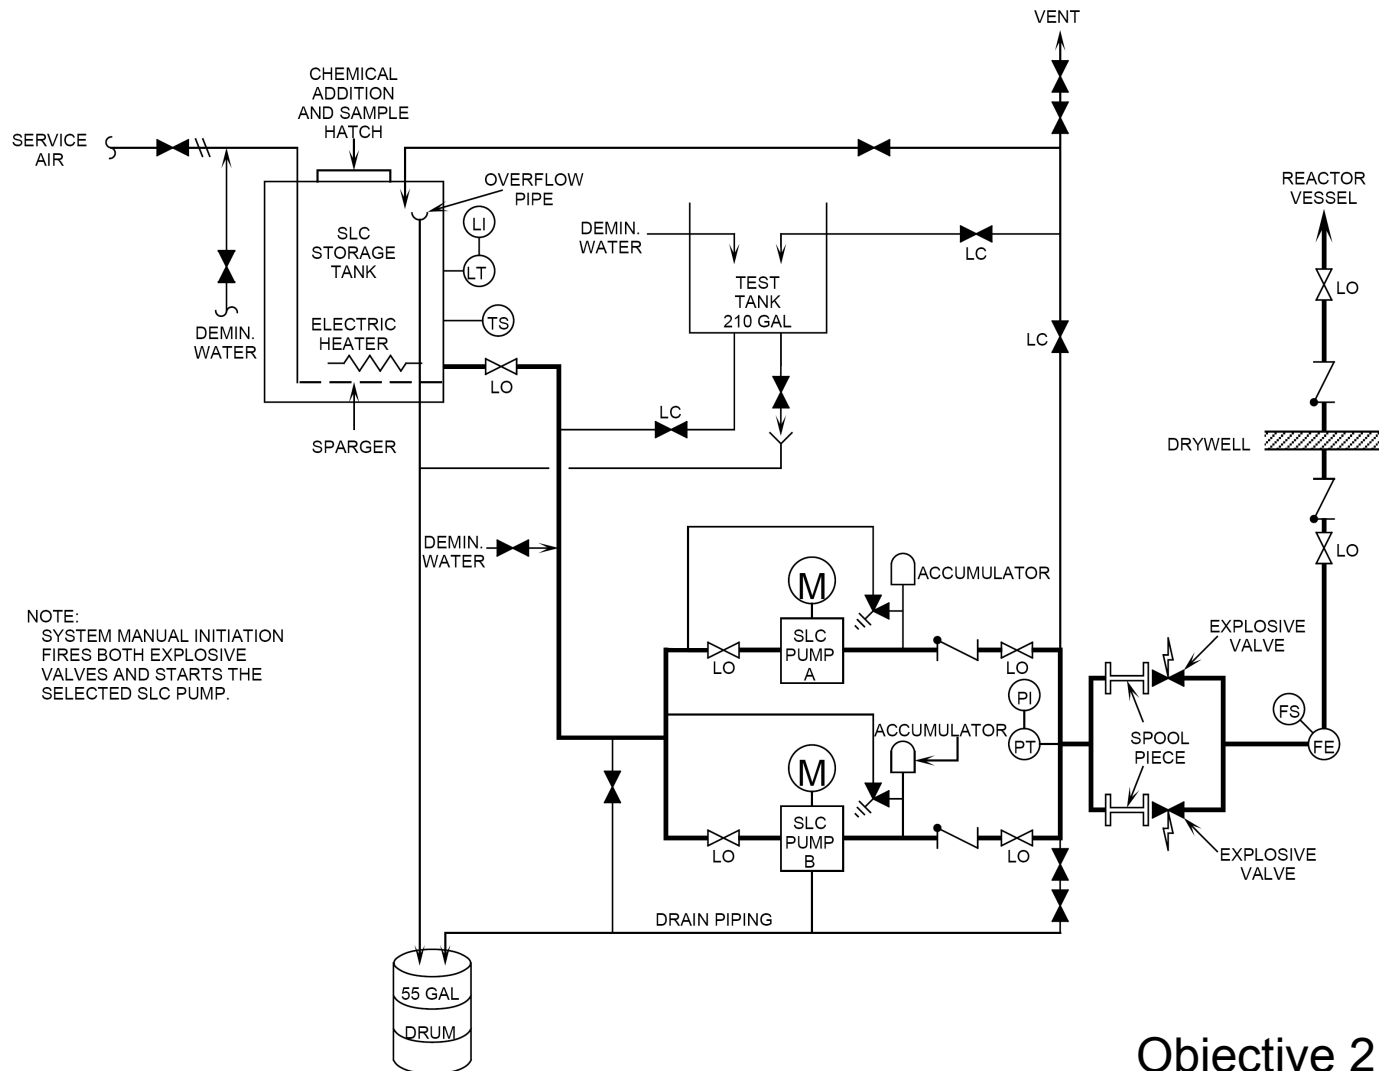 VENT
CHEMICAL
ADDITION
AND SAMPLE
HATCH
SERVICE
AIR
OVERFLOW
PIPE
REACTOR
VESSEL
SLC
STORAGE
TANK
LI
LT
DEMIN.
WATER
LC
TEST
TANK
210 GAL
LO
TS
DEMIN.
WATER
ELECTRIC
HEATER
LC
LO
LC
SPARGER
DRYWELL
DEMIN.
WATER
LO
M
ACCUMULATOR
NOTE:
SYSTEM MANUAL INITIATION
FIRES BOTH EXPLOSIVE
VALVES AND STARTS THE
SELECTED SLC PUMP.
SLC
PUMP
A
LO
LO
EXPLOSIVE
VALVE
PI
PT
ACCUMULATOR
SPOOL
PIECE
FS
FE
M
SLC
PUMP
B
LO
LO
EXPLOSIVE
VALVE
DRAIN PIPING
55 GAL
DRUM
Objective 2